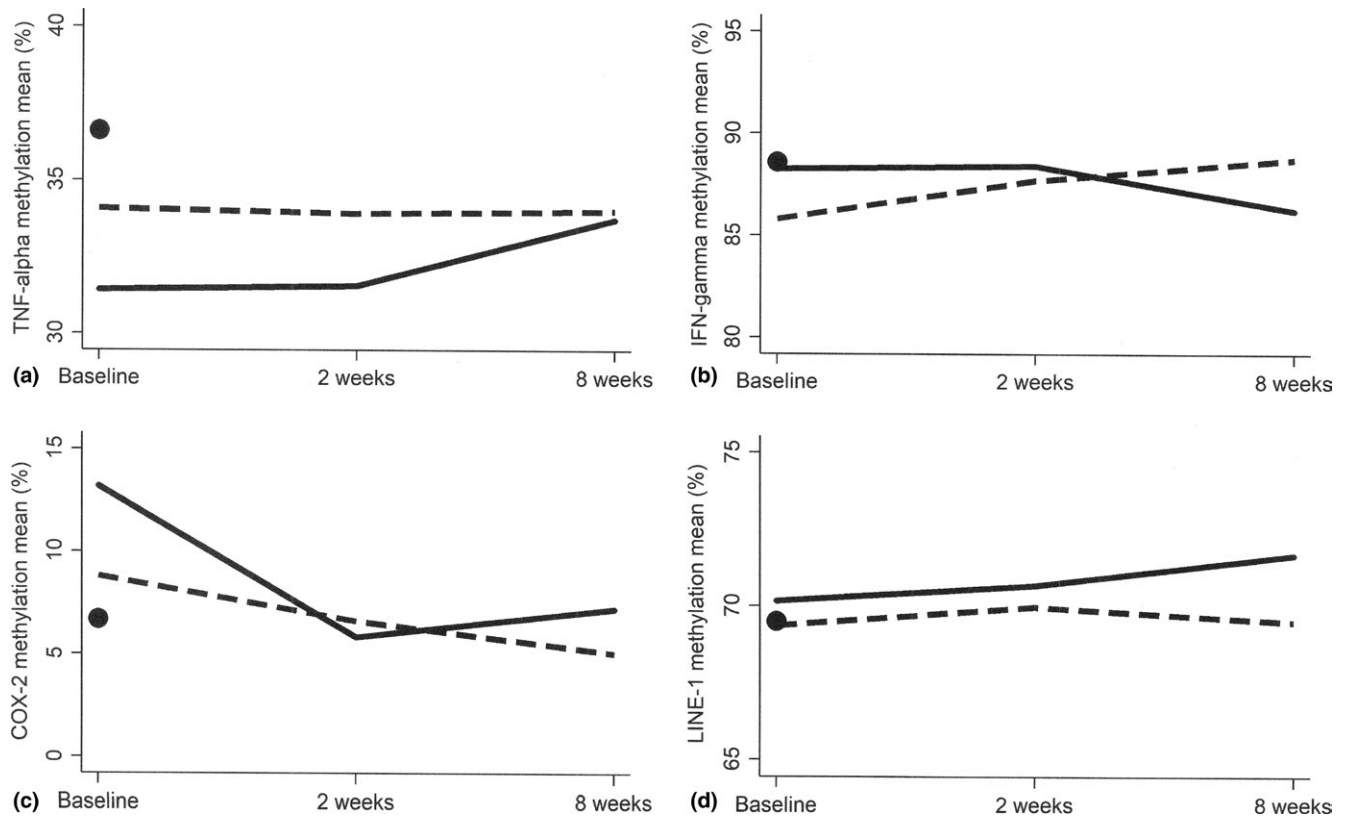 TNF-alpha methylation mean (%)
40
35
30
(a) Baseline 2 weeks 8 weeks
IFN-gamma methylation mean (%)
95
90
85
80
(b) Baseline 2 weeks 8 weeks
COX-2 methylation mean (%)
15
10
5
0
(c) Baseline 2 weeks 8 weeks
LINE-1 methylation mean (%)
75
70
65
(d) Baseline 2 weeks 8 weeks